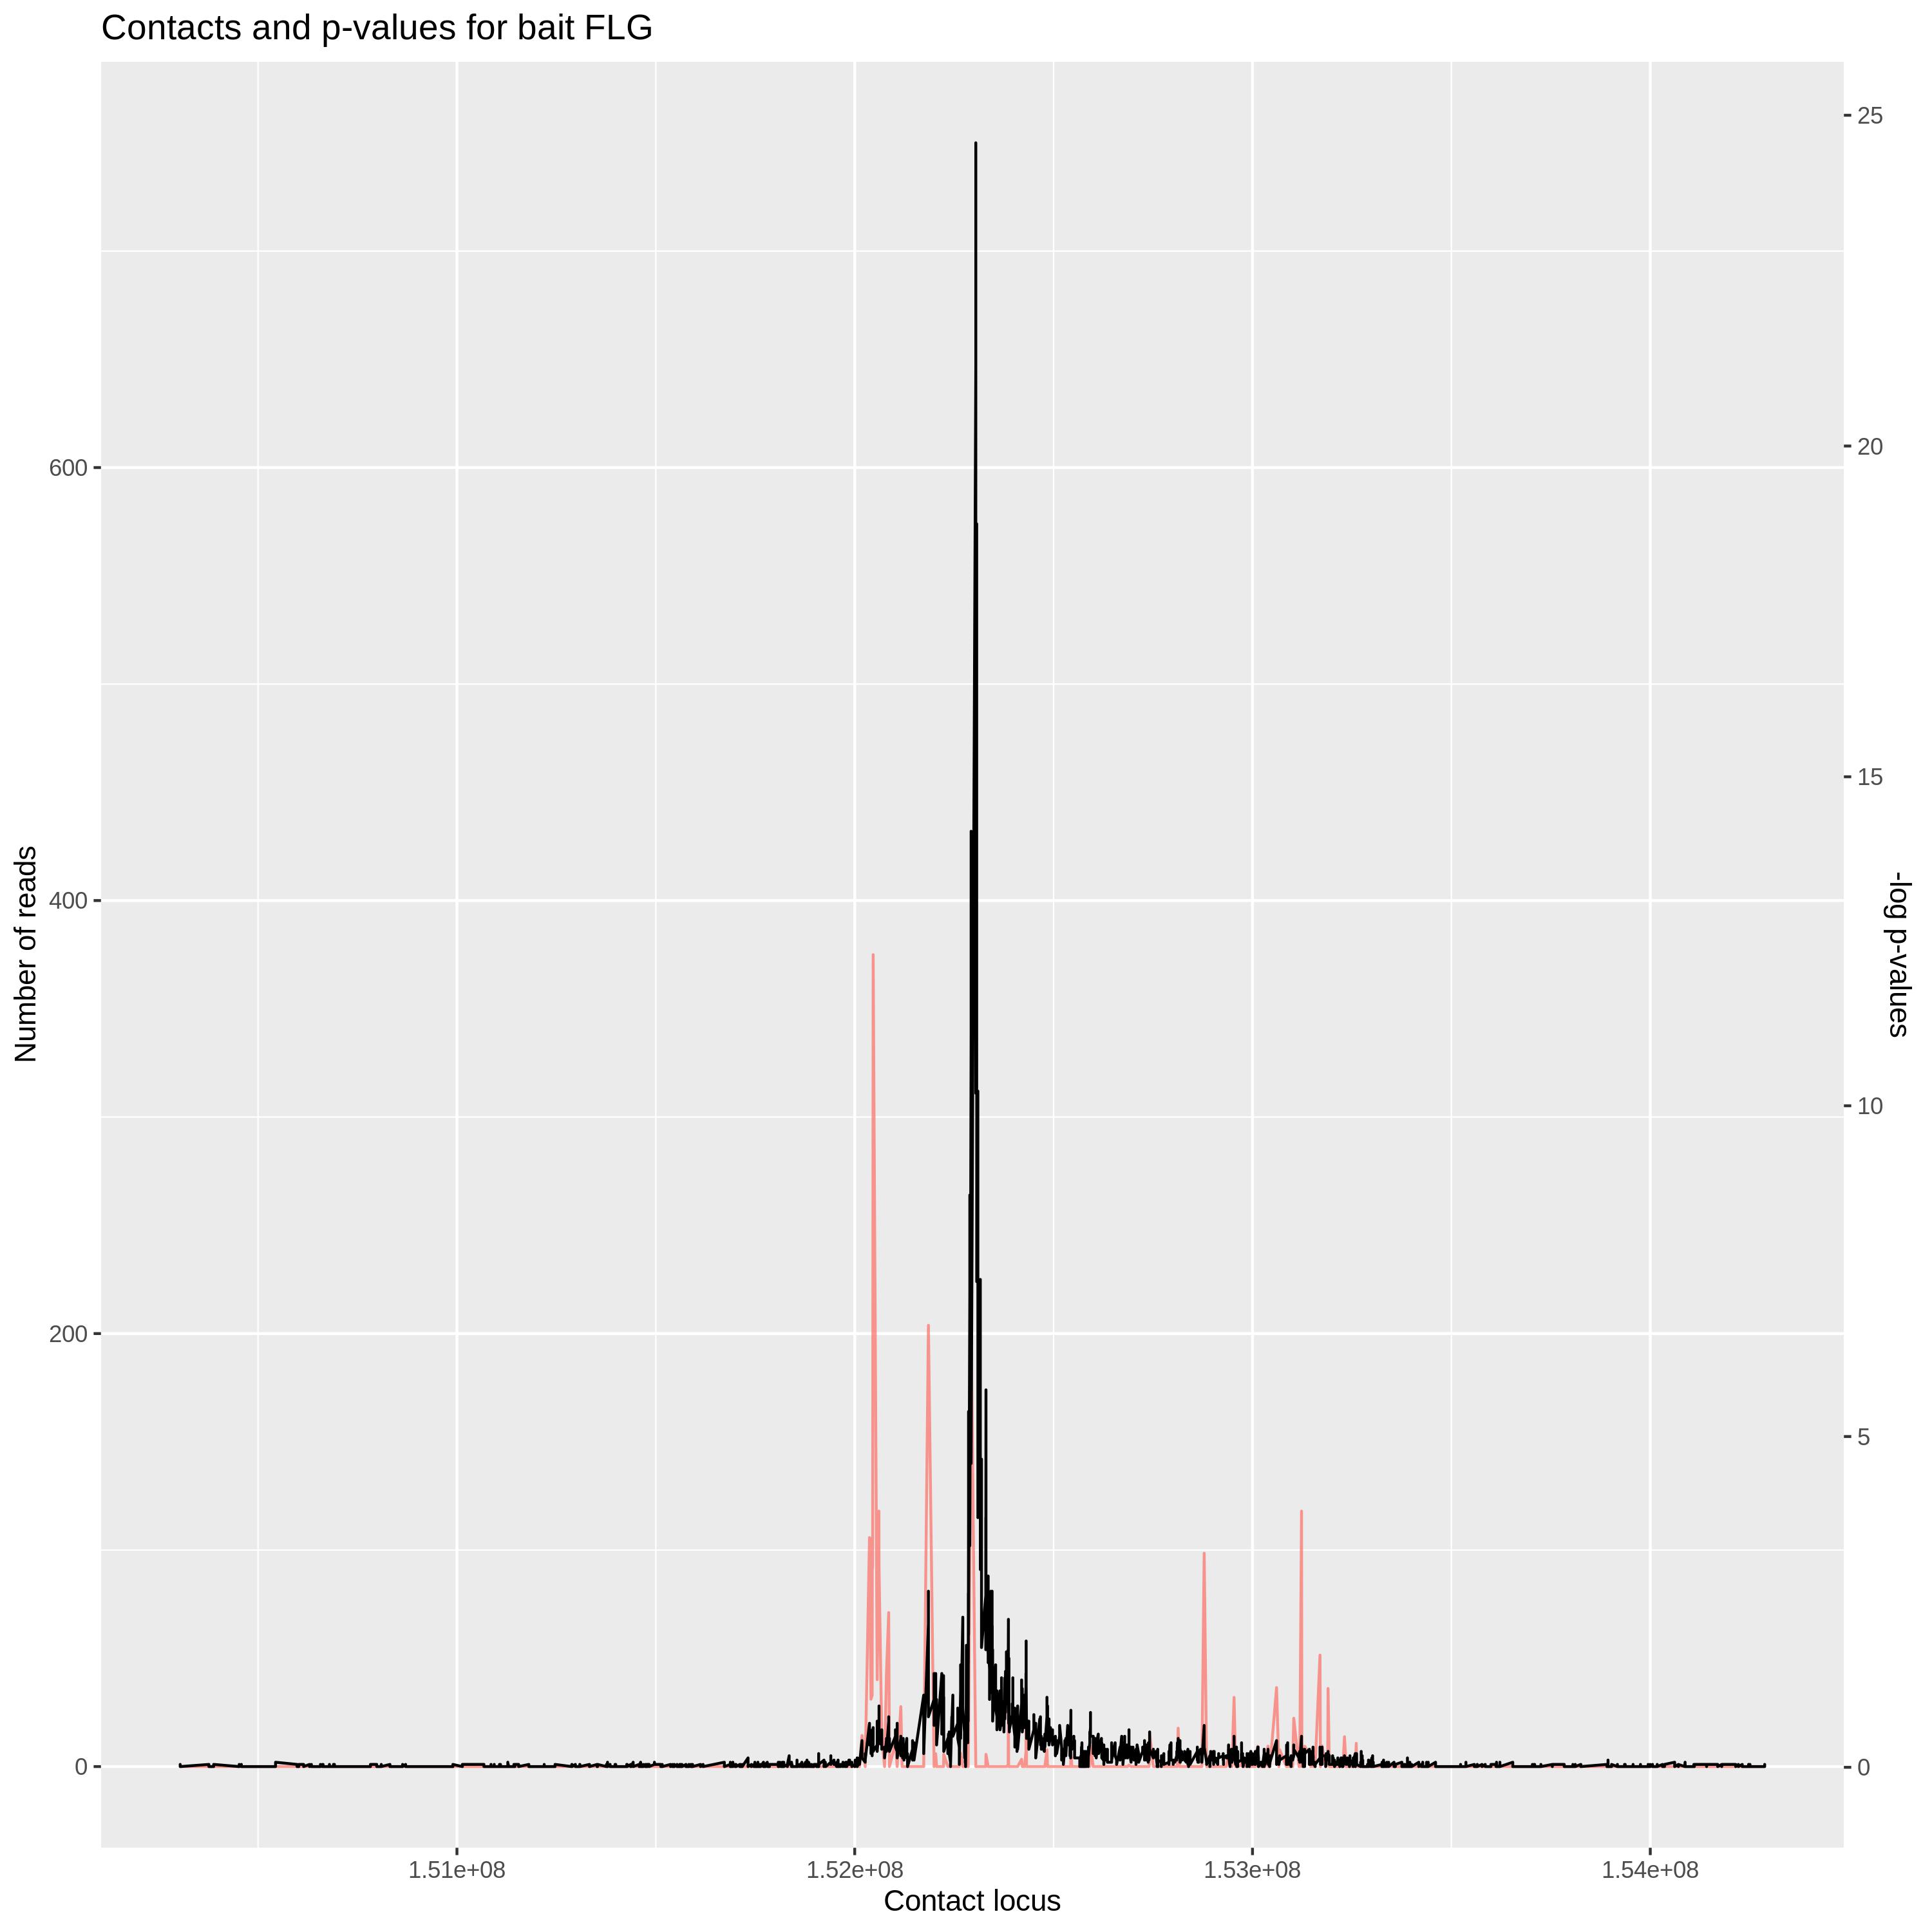 Contacts and p-values for bait FLG
25
20
15
10
5
0
-log p-values
600
400
200
0
Number of reads
1.51e+08 1.52e+08 1.53e+08 1.54e+08
Contact locus